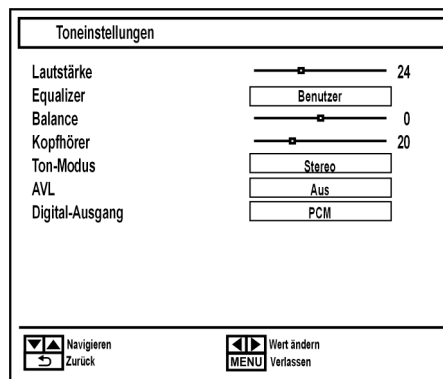 Toneinstellungen
Lautstärke 24
Equalizer Benutzer
Balance 0
Kopfhörer 20
Ton-Modus Stereo
AVL Aus
Digital-Ausgang PCM
Navigieren Wert ändern
Zurück MENU Verlassen